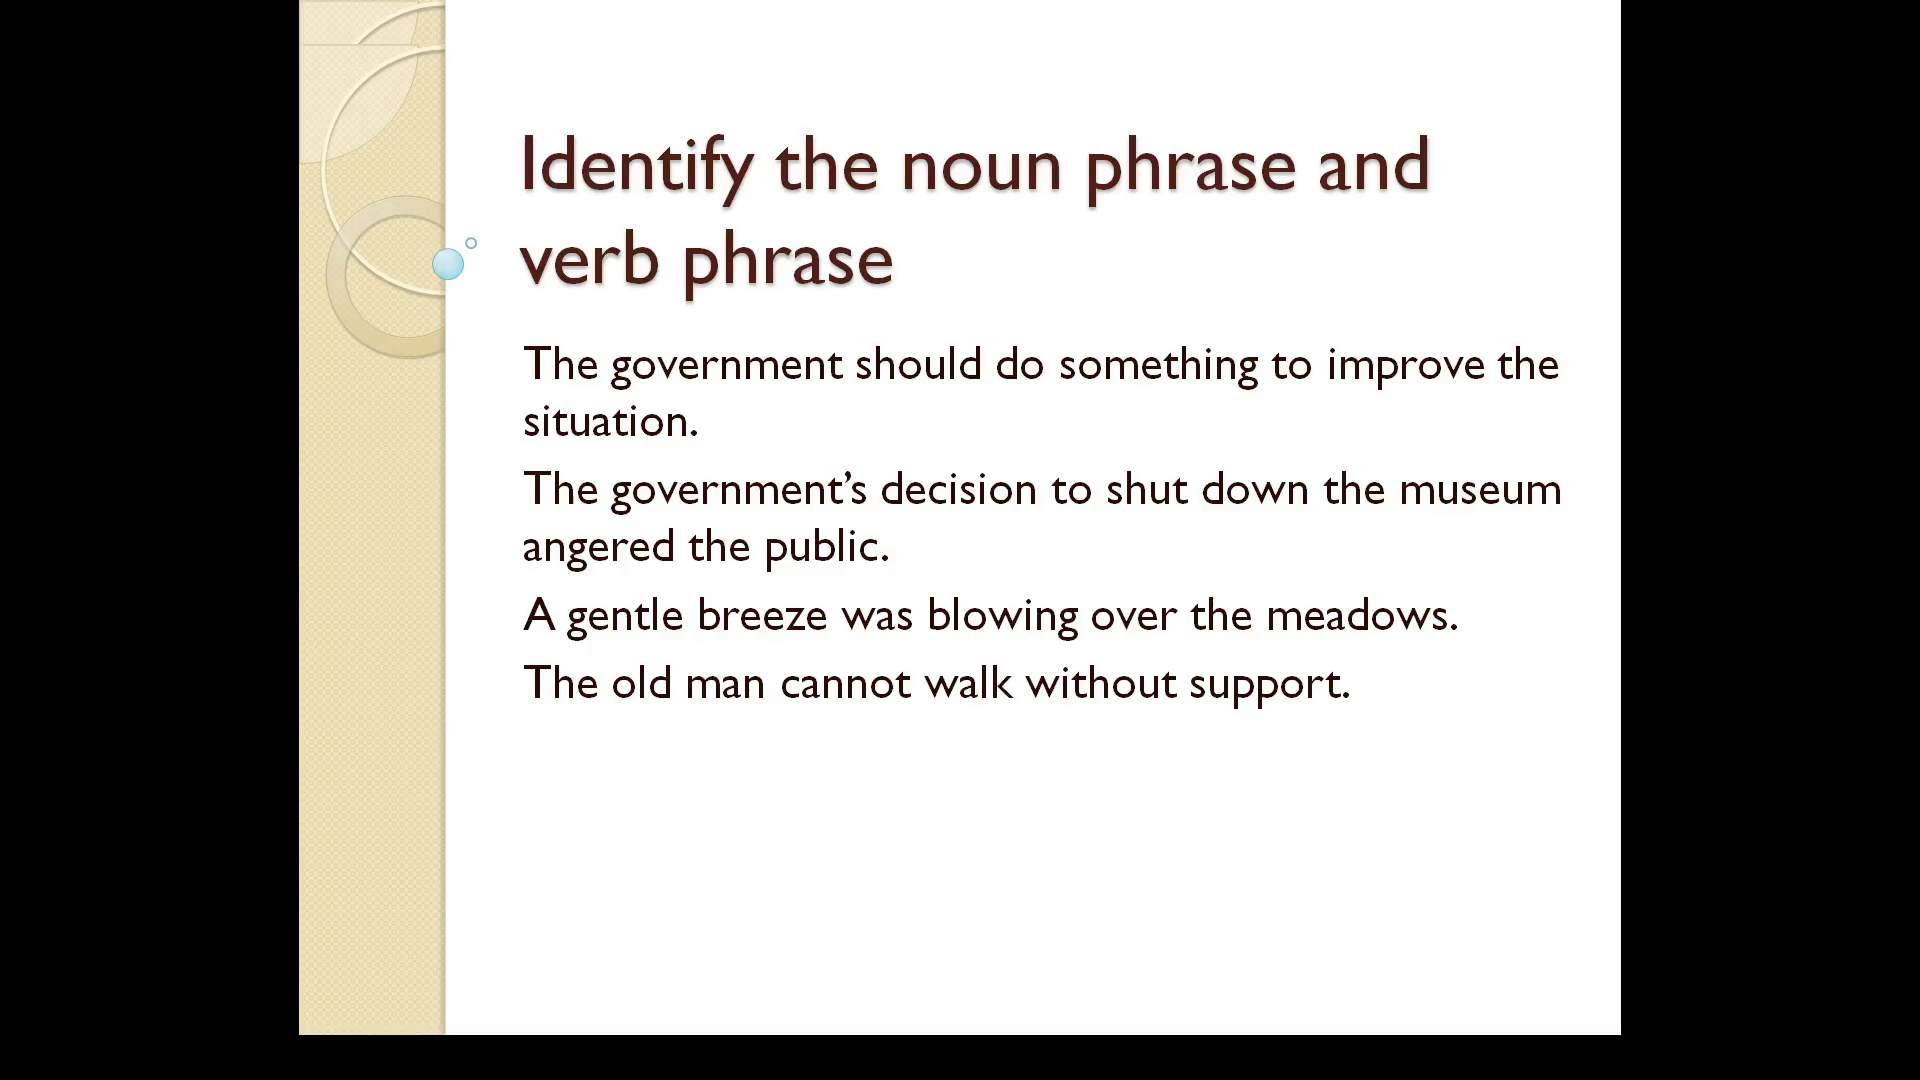 Identify the noun phrase and
verb phrase
The government should do something to improve the
situation.
The government’s decision to shut down the museum
angered the public.
A gentle breeze was blowing over the meadows.
The old man cannot walk without support.